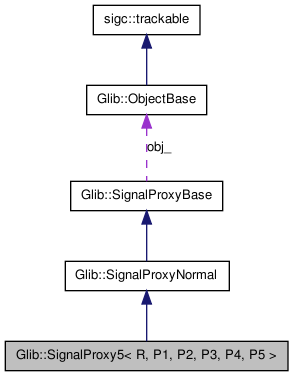 sigc::trackable
Glib::ObjectBase
obj_
Glib::SignalProxyBase
Glib::SignalProxyNormal
Glib::SignalProxy5< R, P1, P2, P3, P4, P5 >